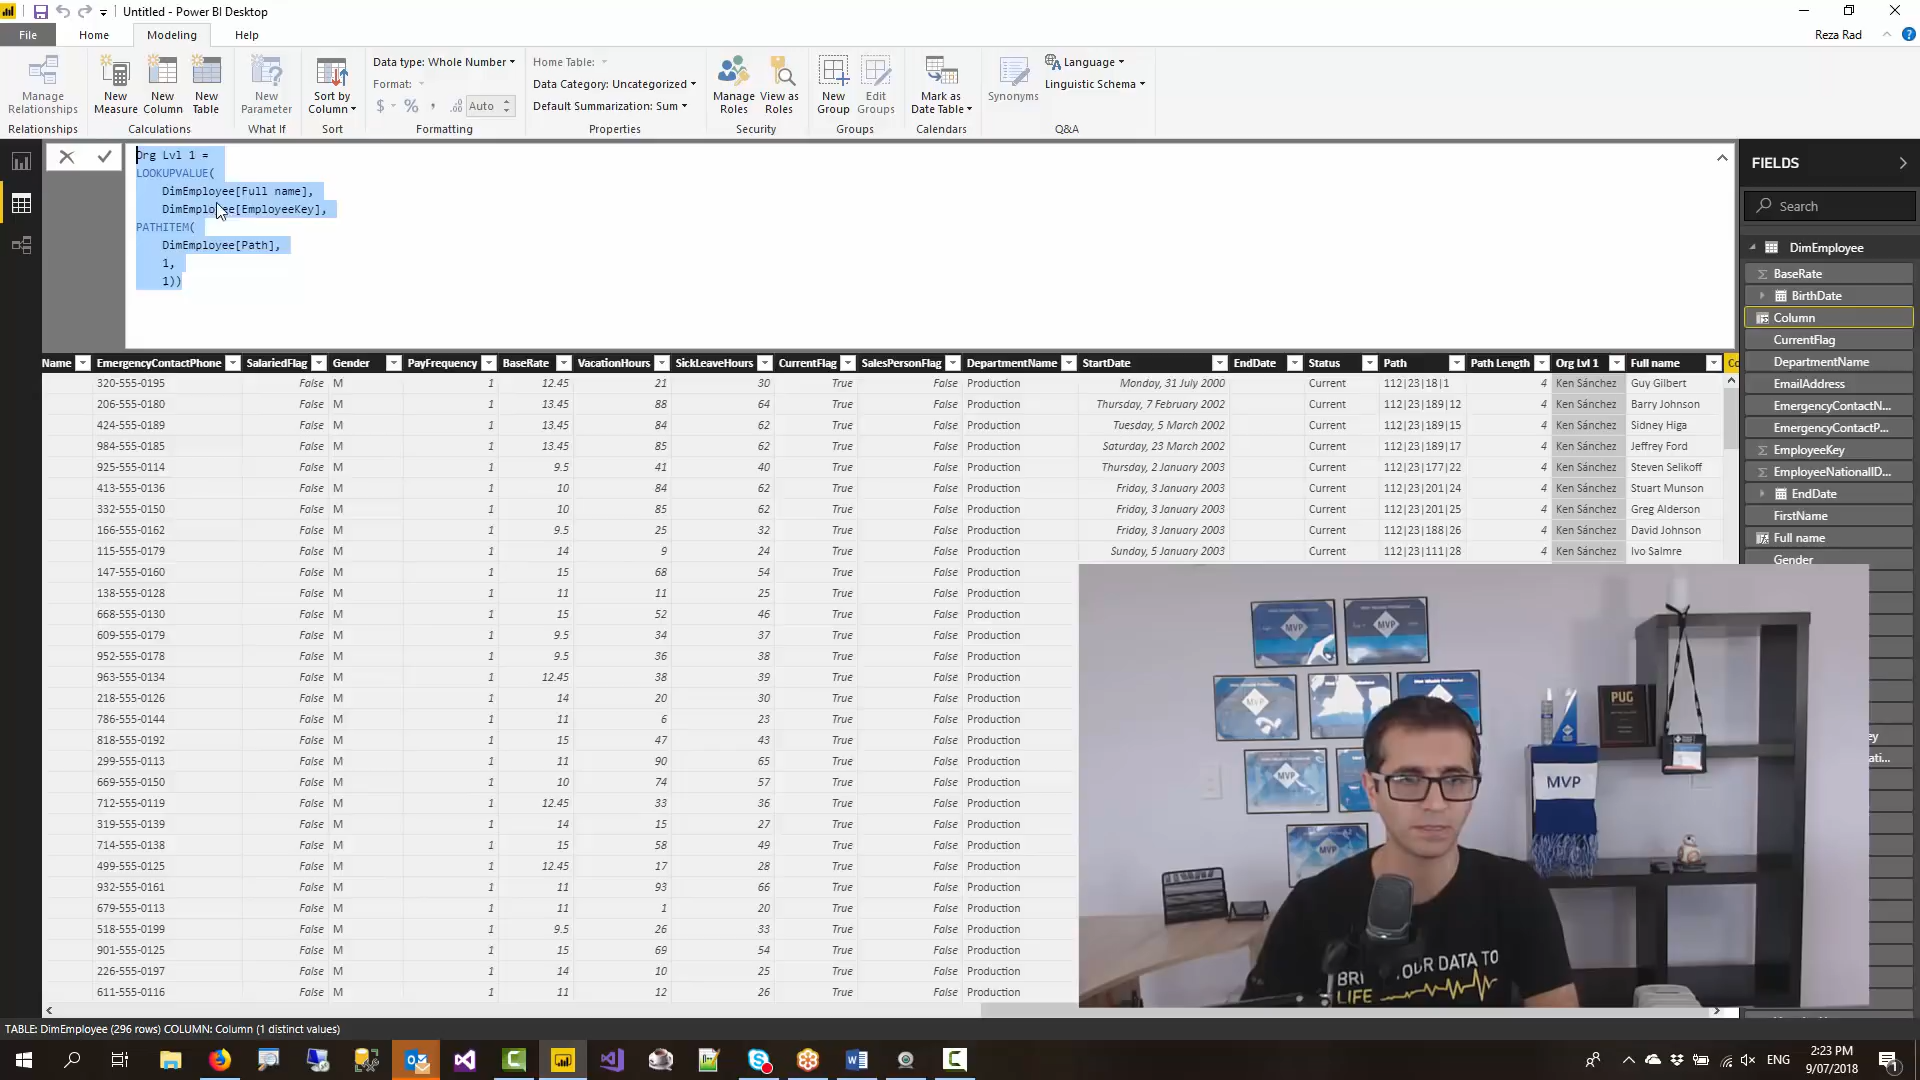 Untitled - Power BI Desktop
File
Home
Modeling
Help
Reza Rad
Manage Relationships
Relationships
New Measure
New Column
New Table
Calculations
New Parameter
What If
Sort by Column
Sort
Data type: Whole Number
Format:
$ % , .00 Auto
Formatting
Home Table:
Data Category: Uncategorized
Default Summarization: Sum
Properties
Manage Roles
View as Roles
Security
New Group
Edit Groups
Groups
Mark as Date Table
Calendars
Synonyms
Language
Linguistic Schema
Q&A
Org Lvl 1 =
LOOKUPVALUE(
DimEmployee[Full name],
DimEmployee[EmployeeKey],
PATHITEM(
DimEmployee[Path],
1,
1))
Name EmergencyContactPhone SalariedFlag Gender PayFrequency BaseRate VacationHours SickLeaveHours CurrentFlag SalesPersonFlag DepartmentName StartDate EndDate Status Path Path Length Org Lvl 1 Full name Co
320-555-0195 False M 1 12.45 21 30 True False Production Monday, 31 July 2000 Current 112|23|18|1 4 Ken Sánchez Guy Gilbert
206-555-0180 False M 1 13.45 88 64 True False Production Thursday, 7 February 2002 Current 112|23|189|12 4 Ken Sánchez Barry Johnson
424-555-0189 False M 1 13.45 84 62 True False Production Tuesday, 5 March 2002 Current 112|23|189|15 4 Ken Sánchez Sidney Higa
984-555-0185 False M 1 13.45 85 62 True False Production Saturday, 23 March 2002 Current 112|23|189|17 4 Ken Sánchez Jeffrey Ford
925-555-0114 False M 1 9.5 41 40 True False Production Thursday, 2 January 2003 Current 112|23|177|22 4 Ken Sánchez Steven Selikoff
413-555-0136 False M 1 10 84 62 True False Production Friday, 3 January 2003 Current 112|23|201|24 4 Ken Sánchez Stuart Munson
332-555-0150 False M 1 10 85 62 True False Production Friday, 3 January 2003 Current 112|23|201|25 4 Ken Sánchez Greg Alderson
166-555-0162 False M 1 9.5 25 32 True False Production Friday, 3 January 2003 Current 112|23|188|26 4 Ken Sánchez David Johnson
115-555-0179 False M 1 14 9 24 True False Production Sunday, 5 January 2003 Current 112|23|111|28 4 Ken Sánchez Ivo Salmre
147-555-0160 False M 1 15 68 54 True False Production
138-555-0128 False M 1 11 11 25 True False Production
668-555-0130 False M 1 15 52 46 True False Production
609-555-0179 False M 1 9.5 34 37 True False Production
952-555-0178 False M 1 9.5 36 38 True False Production
963-555-0134 False M 1 12.45 38 39 True False Production
218-555-0126 False M 1 14 20 30 True False Production
786-555-0144 False M 1 11 6 23 True False Production
818-555-0192 False M 1 15 47 43 True False Production
299-555-0113 False M 1 11 90 65 True False Production
669-555-0150 False M 1 10 74 57 True False Production
712-555-0119 False M 1 12.45 33 36 True False Production
319-555-0139 False M 1 14 15 27 True False Production
714-555-0138 False M 1 15 58 49 True False Production
499-555-0125 False M 1 12.45 17 28 True False Production
932-555-0161 False M 1 11 93 66 True False Production
679-555-0113 False M 1 11 1 20 True False Production
518-555-0199 False M 1 9.5 26 33 True False Production
901-555-0125 False M 1 15 69 54 True False Production
226-555-0197 False M 1 14 10 25 True False Production
611-555-0116 False M 1 11 12 26 True False Production
FIELDS
Search
DimEmployee
BaseRate
BirthDate
Column
CurrentFlag
DepartmentName
EmailAddress
EmergencyContactN...
EmergencyContactP...
EmployeeKey
EmployeeNationalID...
EndDate
FirstName
Full name
Gender
ey
ati...
MVP
MVP
MVP
MVP
MVP
PUG
MVP
OUR DATA TO
LIFE
TABLE: DimEmployee (296 rows) COLUMN: Column (1 distinct values)
ENG
2:23 PM
9/07/2018